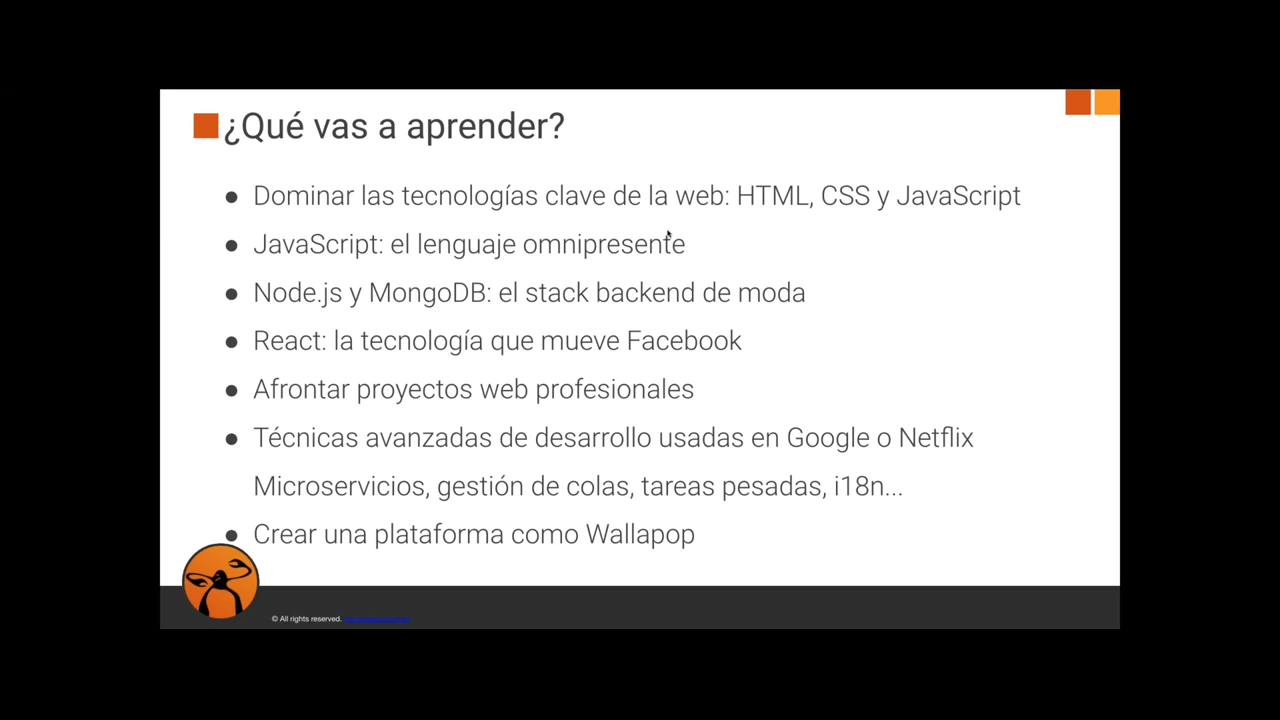 ¿Qué vas a aprender?
● Dominar las tecnologías clave de la web: HTML, CSS y JavaScript
● JavaScript: el lenguaje omnipresente
● Node.js y MongoDB: el stack backend de moda
● React: la tecnología que mueve Facebook
● Afrontar proyectos web profesionales
● Técnicas avanzadas de desarrollo usadas en Google o Netflix
Microservicios, gestión de colas, tareas pesadas, i18n...
● Crear una plataforma como Wallapop
© All rights reserved.